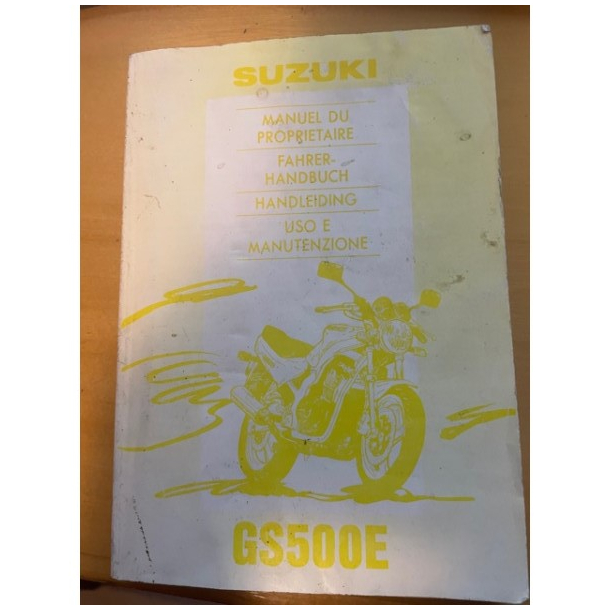 SUZUKI
MANUEL DU
PROPRIETAIRE
FAHRER-
HANDBUCH
HANDLEIDING
USO E
MANUTENZIONE
GS500E